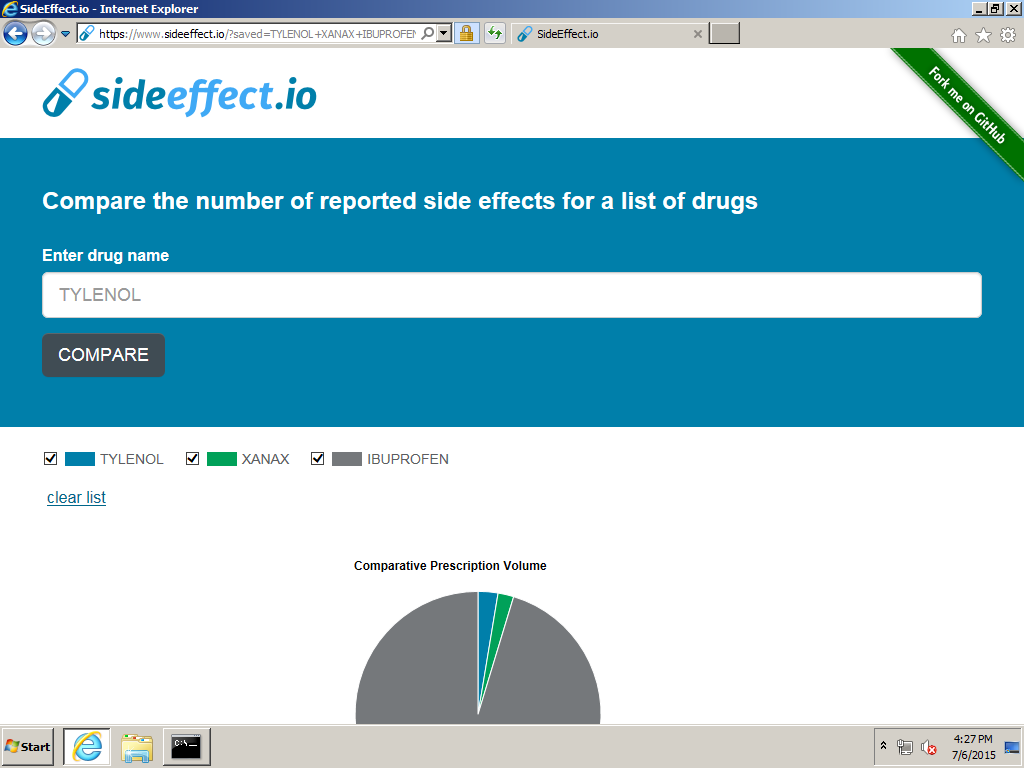 SideEffect.io - Internet Explorer
https://www.sideeffect.io/?saved=TYLENOL+XANAX+IBUPROFEN
SideEffect.io
sideeffect.io
Fork me on GitHub
Compare the number of reported side effects for a list of drugs
Enter drug name
TYLENOL
COMPARE
TYLENOL XANAX IBUPROFEN
clear list
Comparative Prescription Volume
Start
C:\_
4:27 PM
7/6/2015